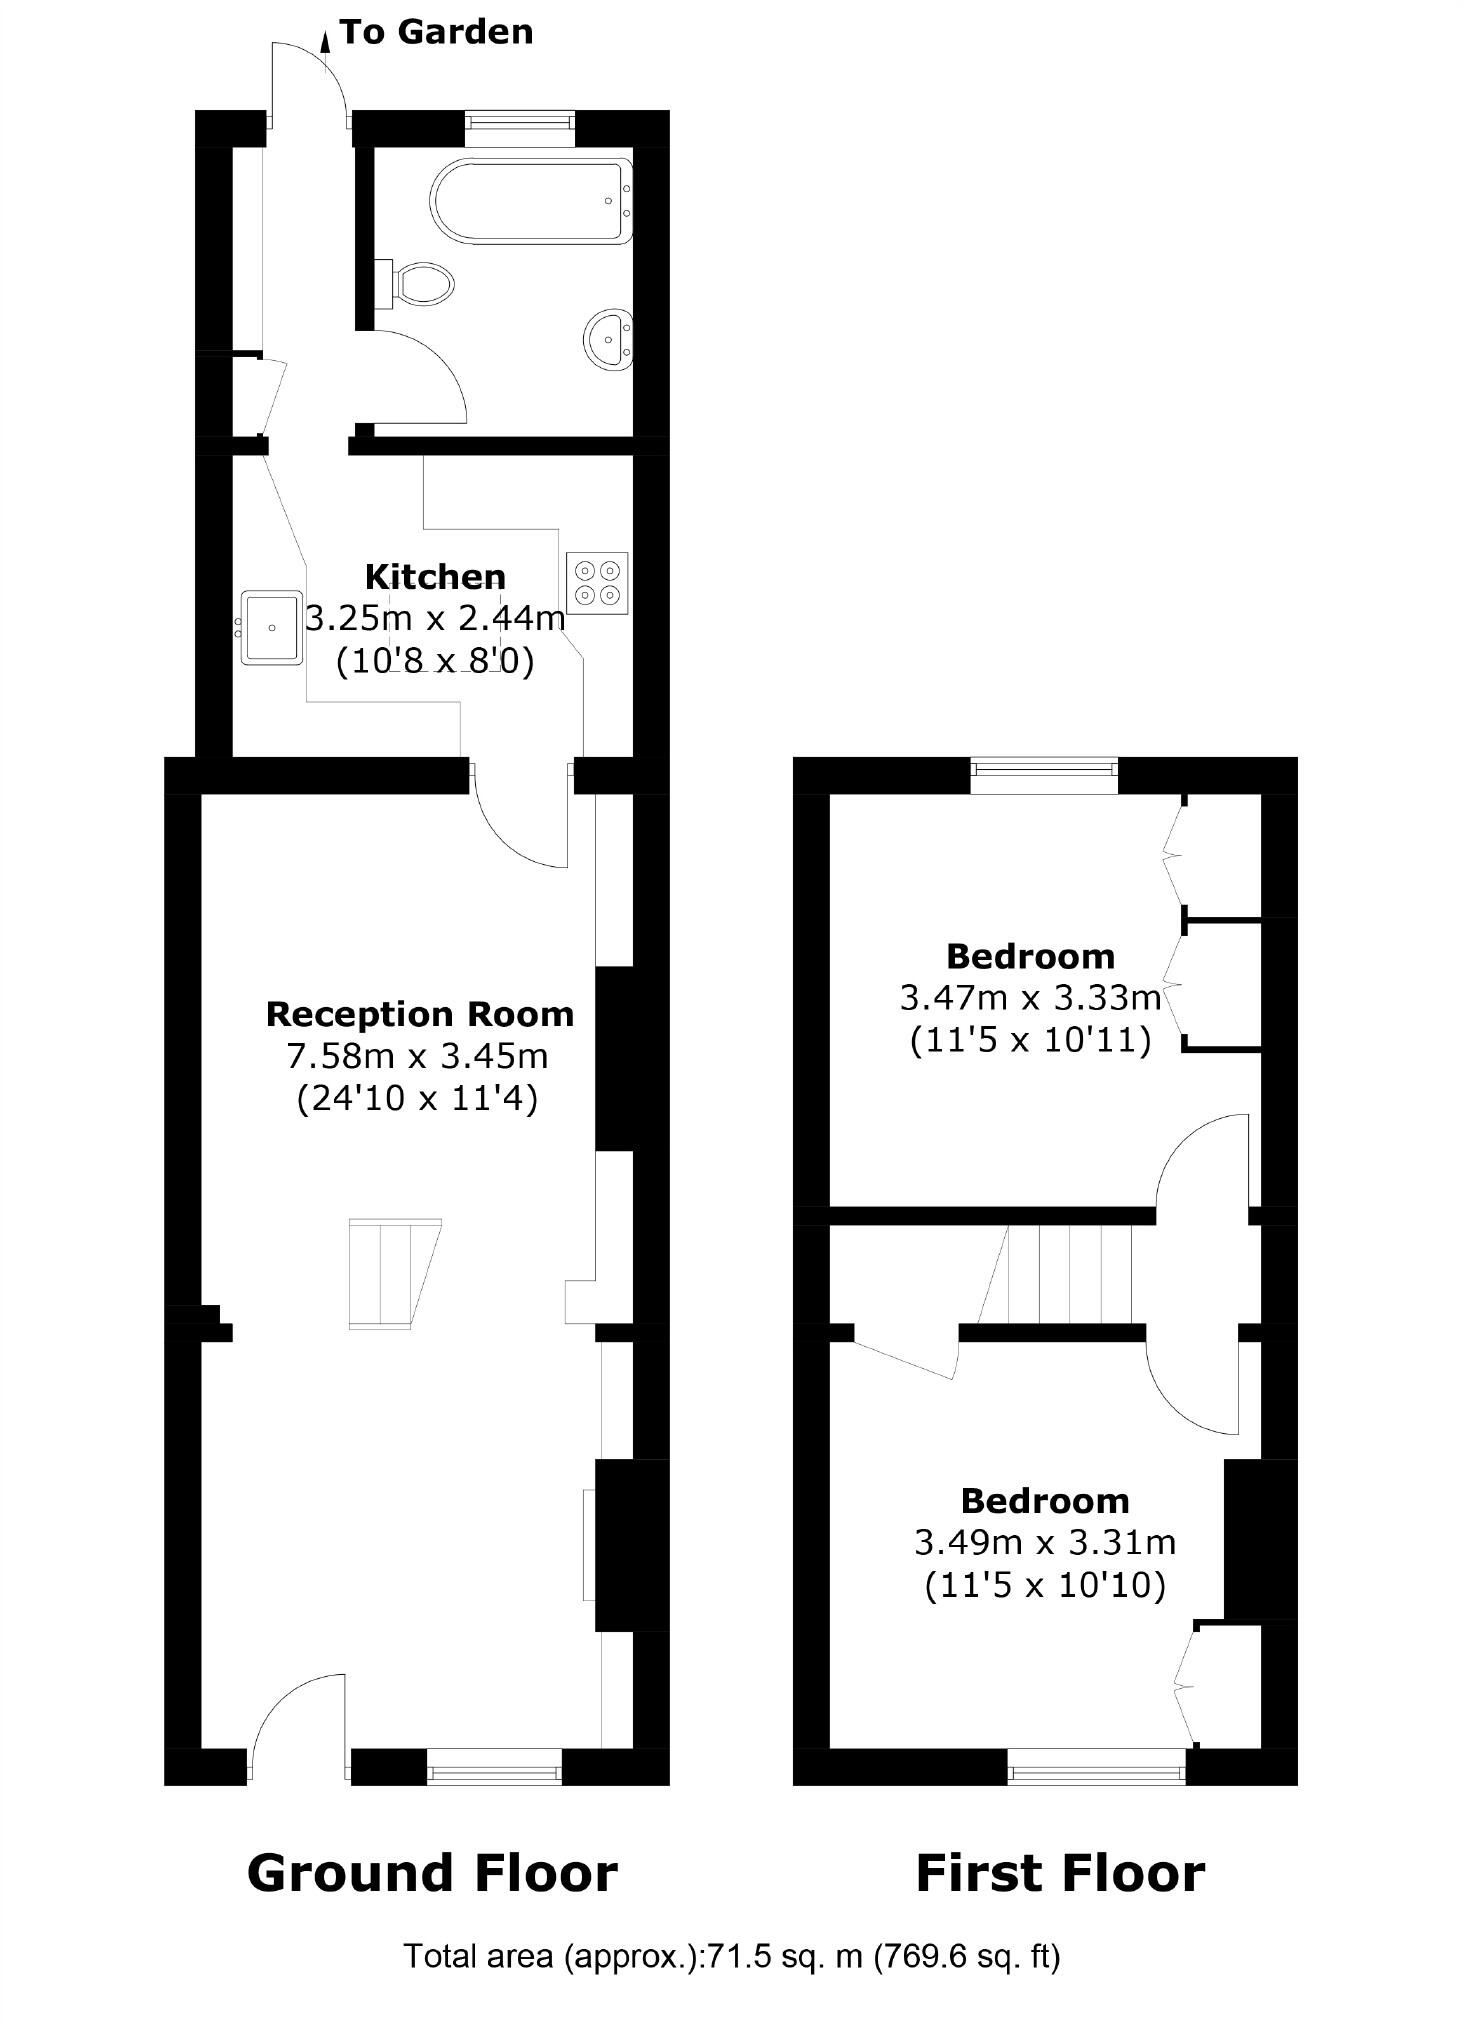 To Garden
Kitchen
3.25m x 2.44m
(10'8 x 8'0)
Reception Room
7.58m x 3.45m
(24'10 x 11'4)
Bedroom
3.47m x 3.33m
(11'5 x 10'11)
Bedroom
3.49m x 3.31m
(11'5 x 10'10)
Ground Floor
First Floor
Total area (approx.):71.5 sq. m (769.6 sq. ft)